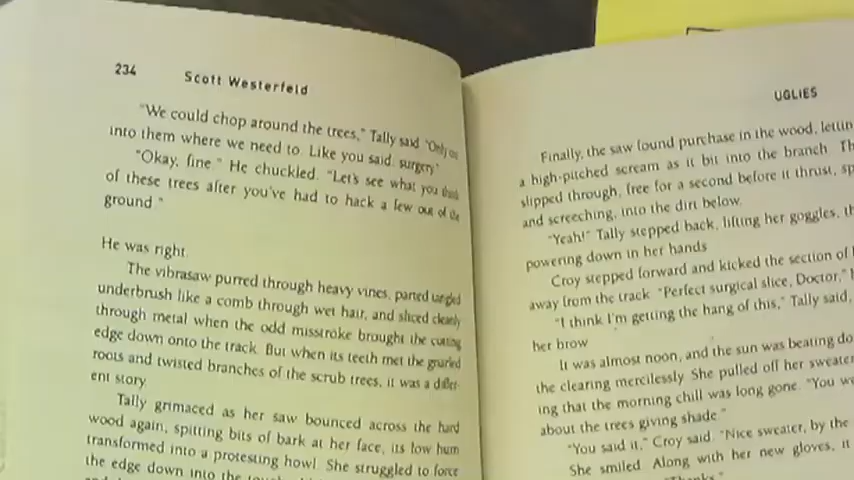 234
Scott Westerfeld
"We could chop around the trees," Tally said. "Only cut
into them where we need to. Like you said: surgery."
"Okay, fine." He chuckled. "Let's see what you think
of these trees after you've had to hack a few out of the
ground."
He was right.
The vibrasaw purred through heavy vines, parted tangled
underbrush like a comb through wet hair, and sliced cleanly
through metal when the odd misstroke brought the cutting
edge down onto the track. But when its teeth met the gnarled
roots and twisted branches of the scrub trees, it was a differ-
ent story.
Tally grimaced as her saw bounced across the hard
wood again, spitting bits of bark at her face, its low hum
transformed into a protesting howl. She struggled to force
the edge down into the
UGLIES
Finally, the saw found purchase in the wood, lettin
a high-pitched scream as it bit into the branch. Th
slipped through, free for a second before it thrust, sp
and screeching, into the dirt below.
"Yeah!" Tally stepped back, lifting her goggles, th
powering down in her hands.
Croy stepped forward and kicked the section of
away from the track. "Perfect surgical slice, Doctor,"
"I think I'm getting the hang of this," Tally said,
her brow.
It was almost noon, and the sun was beating do
the clearing mercilessly. She pulled off her sweater
ing that the morning chill was long gone. "You we
about the trees giving shade."
"You said it," Croy said. "Nice sweater, by the
She smiled. Along with her new gloves, it
"Thanks."